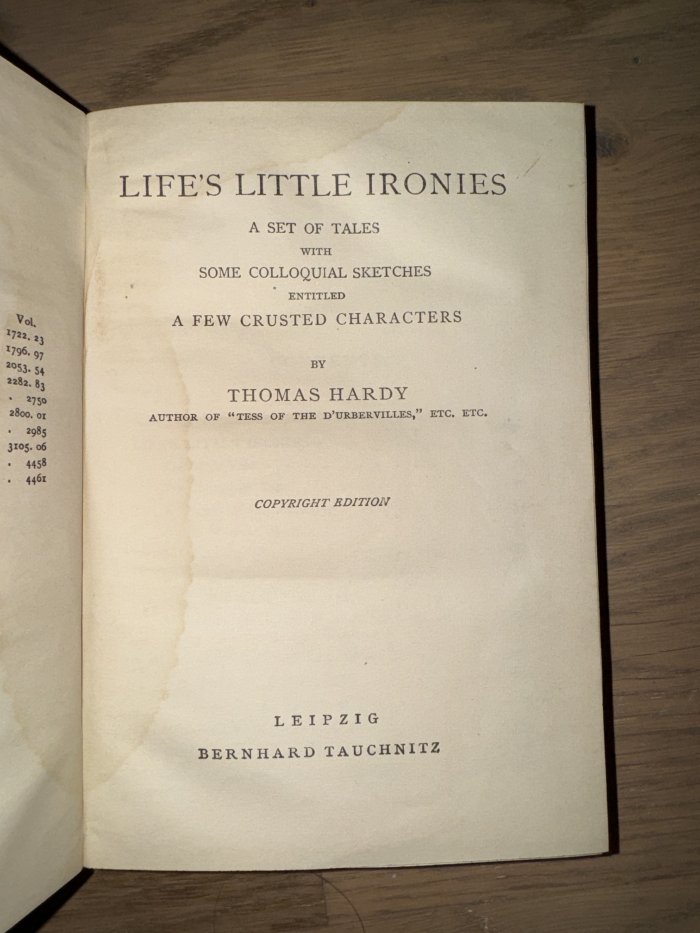 Vol.
1722. 23
1796. 97
2053. 54
2282. 83
. 2750
2800. 01
. 2985
3105. 06
. 4458
. 4461
LIFE'S LITTLE IRONIES
A SET OF TALES
WITH
SOME COLLOQUIAL SKETCHES
ENTITLED
A FEW CRUSTED CHARACTERS
BY
THOMAS HARDY
AUTHOR OF "TESS OF THE D'URBERVILLES," ETC. ETC.
COPYRIGHT EDITION
LEIPZIG
BERNHARD TAUCHNITZ